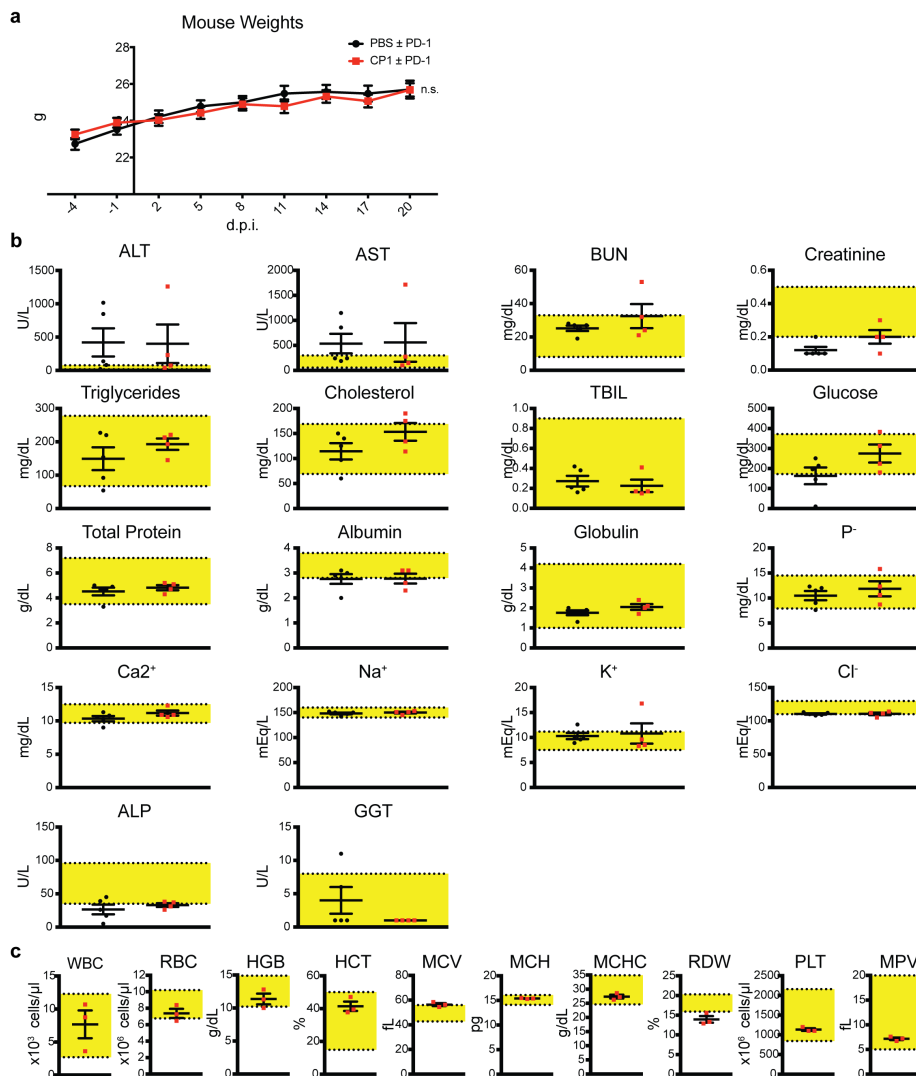 a
Mouse Weights
PBS ± PD-1
CP1 ± PD-1
n.s.
g
28
26
24
22
-4 -1 2 5 8 11 14 17 20
d.p.i.
b
ALT
U/L
1500
1000
500
0
AST
U/L
2000
1500
1000
500
0
BUN
mg/dL
60
40
20
0
Creatinine
mg/dL
0.6
0.4
0.2
0.0
Triglycerides
mg/dL
300
200
100
0
Cholesterol
mg/dL
200
150
100
50
0
TBIL
mg/dL
1.0
0.8
0.6
0.4
0.2
0.0
Glucose
mg/dL
500
400
300
200
100
0
Total Protein
g/dL
8
6
4
2
0
Albumin
g/dL
4
3
2
1
0
Globulin
g/dL
5
4
3
2
1
0
P-
mg/dL
20
15
10
5
0
Ca2+
mg/dL
15
10
5
0
Na+
mEq/L
200
150
100
50
0
K+
mEq/L
20
15
10
5
0
Cl-
mEq/L
150
100
50
0
ALP
U/L
150
100
50
0
GGT
U/L
15
10
5
0
c
WBC
x10³ cells/µl
15
10
5
0
RBC
x10⁶ cells/µl
12
10
8
6
4
2
0
HGB
g/dL
15
10
5
0
HCT
%
60
40
20
0
MCV
fL
80
60
40
20
0
MCH
pg
20
15
10
5
0
MCHC
g/dL
35
30
25
20
15
10
5
0
RDW
%
25
20
15
10
5
0
PLT
x10⁶ cells/µl
2500
2000
1500
1000
500
0
MPV
fL
20
15
10
5
0